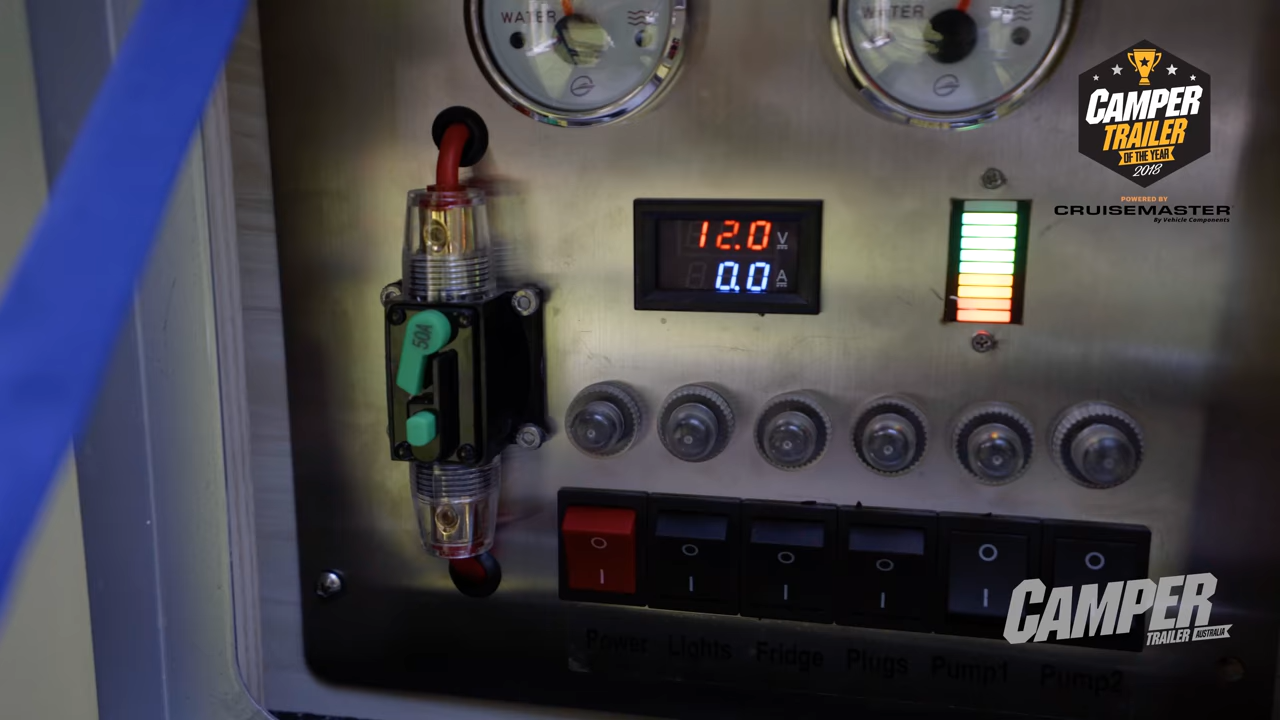 WATER
WATER
CAMPER
TRAILER
OF THE YEAR
2018
POWERED BY
CRUISEMASTER
By Vehicle Components
12.0 V
0.0 A
50A
O O O O O O
I I I I I
Power Lights Fridge Plugs Pump1 Pump2
CAMPER
TRAILER AUSTRALIA